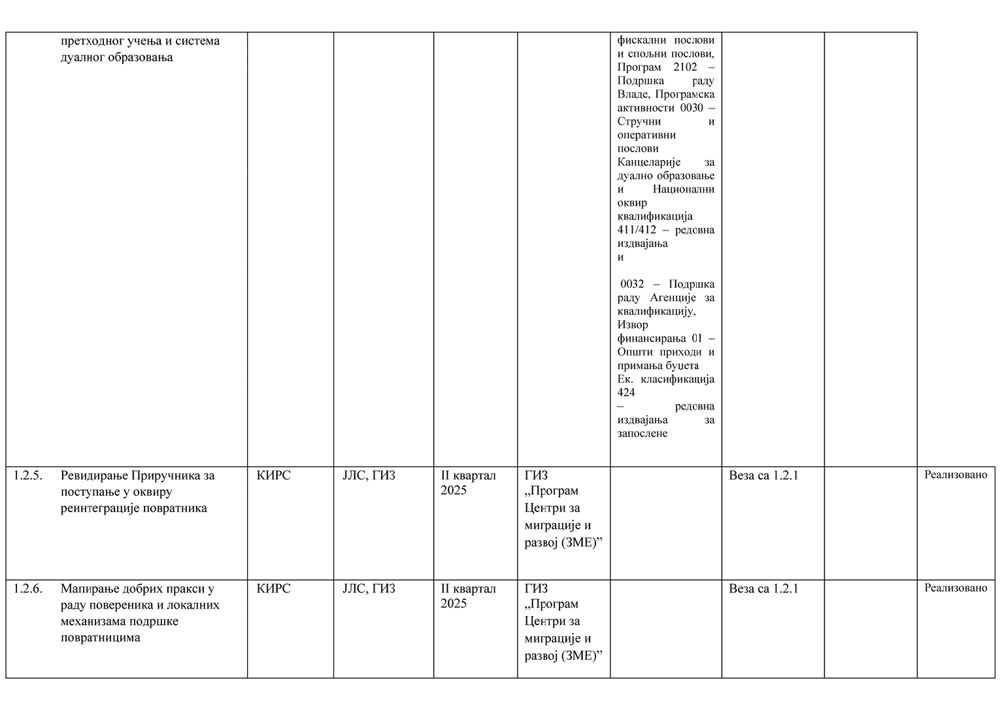 претходног учења и система
дуалног образовања
фискални послови
и спољни послови,
Програм 2102 –
Подршка раду
Владе, Програмска
активности 0030 –
Стручни и
оперативни
послови
Канцеларије за
дуално образовање
и Национални
оквир
квалификација
411/412 – редовна
издвајања
и
0032 – Подршка
раду Агенције за
квалификацију,
Извор
финансирања 01 –
Општи приходи и
примања буџета
Ек. класификација
424
– редовна
издвајања за
запослене
1.2.5.
Ревидирање Приручника за
поступање у оквиру
реинтеграције повратника
КИРС
ЈЛС, ГИЗ
II квартал
2025
ГИЗ
„Програм
Центри за
миграције и
развој (ЗМЕ)”
Веза са 1.2.1
Реализовано
1.2.6.
Мапирање добрих пракси у
раду повереника и локалних
механизама подршке
повратницима
КИРС
ЈЛС, ГИЗ
II квартал
2025
ГИЗ
„Програм
Центри за
миграције и
развој (ЗМЕ)”
Веза са 1.2.1
Реализовано